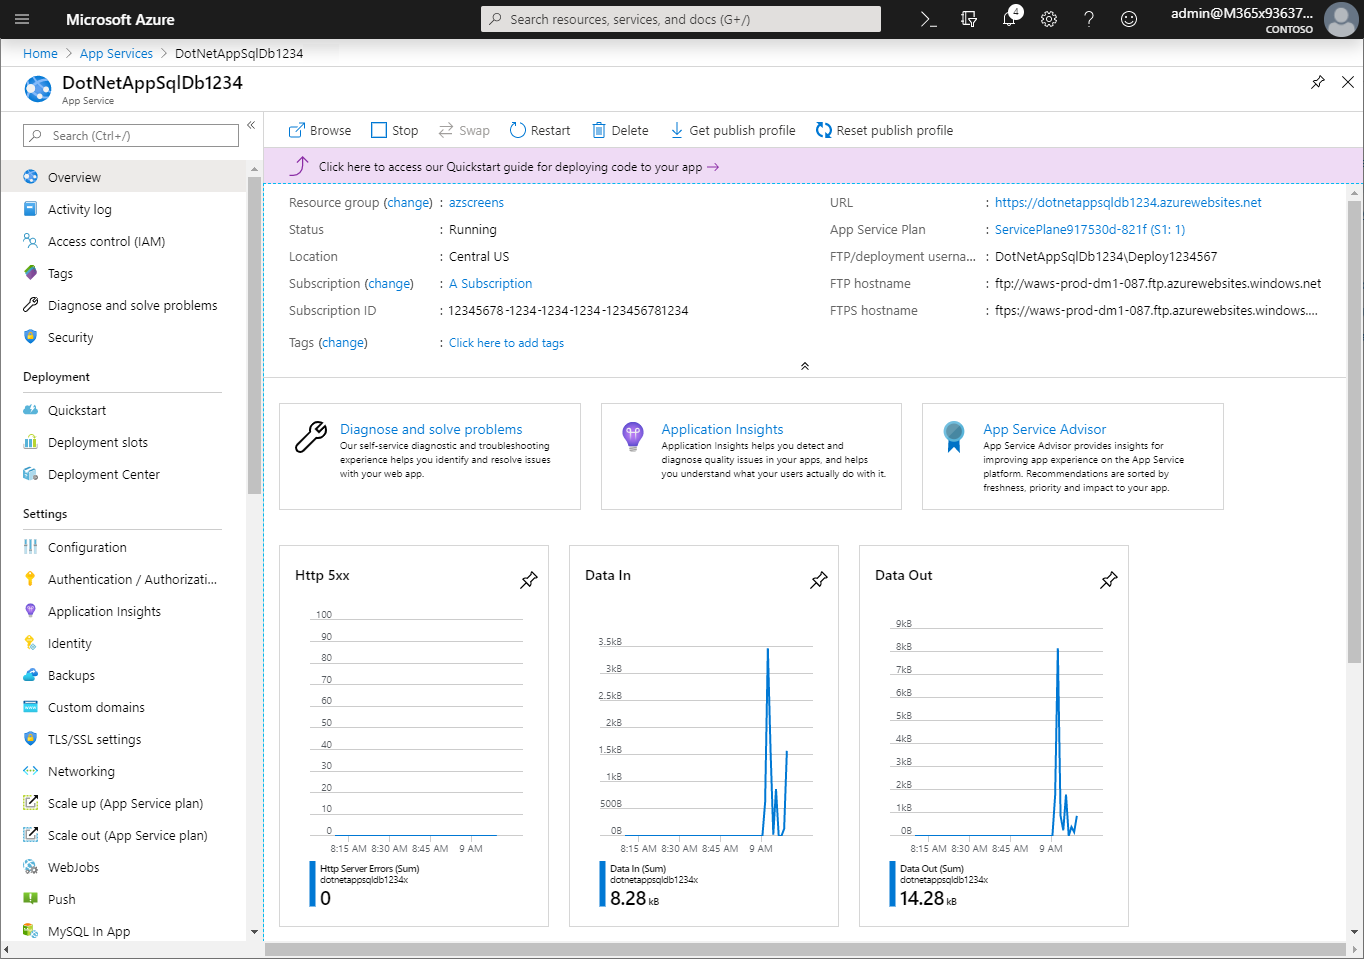 Microsoft Azure
Search resources, services, and docs (G+/)
4
admin@M365x93637...
CONTOSO
Home > App Services > DotNetAppSqlDb1234
DotNetAppSqlDb1234
App Service
Search (Ctrl+/)
Overview
Activity log
Access control (IAM)
Tags
Diagnose and solve problems
Security
Deployment
Quickstart
Deployment slots
Deployment Center
Settings
Configuration
Authentication / Authorizati...
Application Insights
Identity
Backups
Custom domains
TLS/SSL settings
Networking
Scale up (App Service plan)
Scale out (App Service plan)
WebJobs
Push
MySQL In App
Browse Stop Swap Restart Delete Get publish profile Reset publish profile
Click here to access our Quickstart guide for deploying code to your app →
Resource group (change) : azscreens
Status : Running
Location : Central US
Subscription (change) : A Subscription
Subscription ID : 12345678-1234-1234-1234-123456781234
Tags (change) : Click here to add tags
URL : https://dotnetappsqldb1234.azurewebsites.net
App Service Plan : ServicePlane917530d-821f (S1: 1)
FTP/deployment userna... : DotNetAppSqlDb1234\Deploy1234567
FTP hostname : ftp://waws-prod-dm1-087.ftp.azurewebsites.windows.net
FTPS hostname : ftps://waws-prod-dm1-087.ftp.azurewebsites.windows....
Diagnose and solve problems
Our self-service diagnostic and troubleshooting
experience helps you identify and resolve issues
with your web app.
Application Insights
Application Insights helps you detect and
diagnose quality issues in your apps, and helps
you understand what your users actually do with it.
App Service Advisor
App Service Advisor provides insights for
improving app experience on the App Service
platform. Recommendations are sorted by
freshness, priority and impact to your app.
Http 5xx
100
90
80
70
60
50
40
30
20
10
0
8:15 AM 8:30 AM 8:45 AM 9 AM
Http Server Errors (Sum)
dotnetappsqldb1234x
0
Data In
3.5kB
3kB
2.5kB
2kB
1.5kB
1kB
500B
0B
8:15 AM 8:30 AM 8:45 AM 9 AM
Data In (Sum)
dotnetappsqldb1234x
8.28 kB
Data Out
9kB
8kB
7kB
6kB
5kB
4kB
3kB
2kB
1kB
0B
8:15 AM 8:30 AM 8:45 AM 9 AM
Data Out (Sum)
dotnetappsqldb1234x
14.28 kB